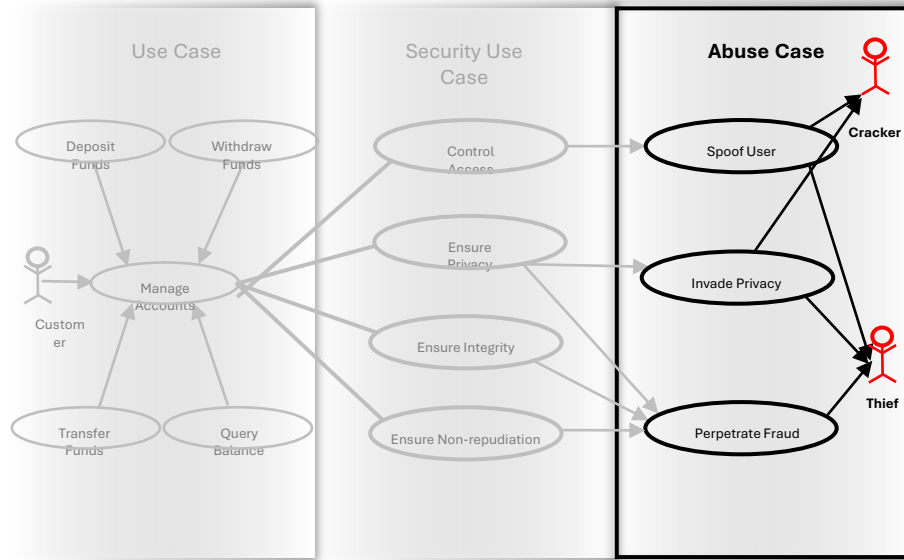 Use Case
Security Use
Case
Abuse Case
Cracker
Deposit
Funds
Withdraw
Funds
Control
Access
Spoof User
Ensure
Privacy
Manage
Accounts
Invade Privacy
Custom
er
Ensure Integrity
Thief
Transfer
Funds
Query
Balance
Ensure Non-repudiation
Perpetrate Fraud